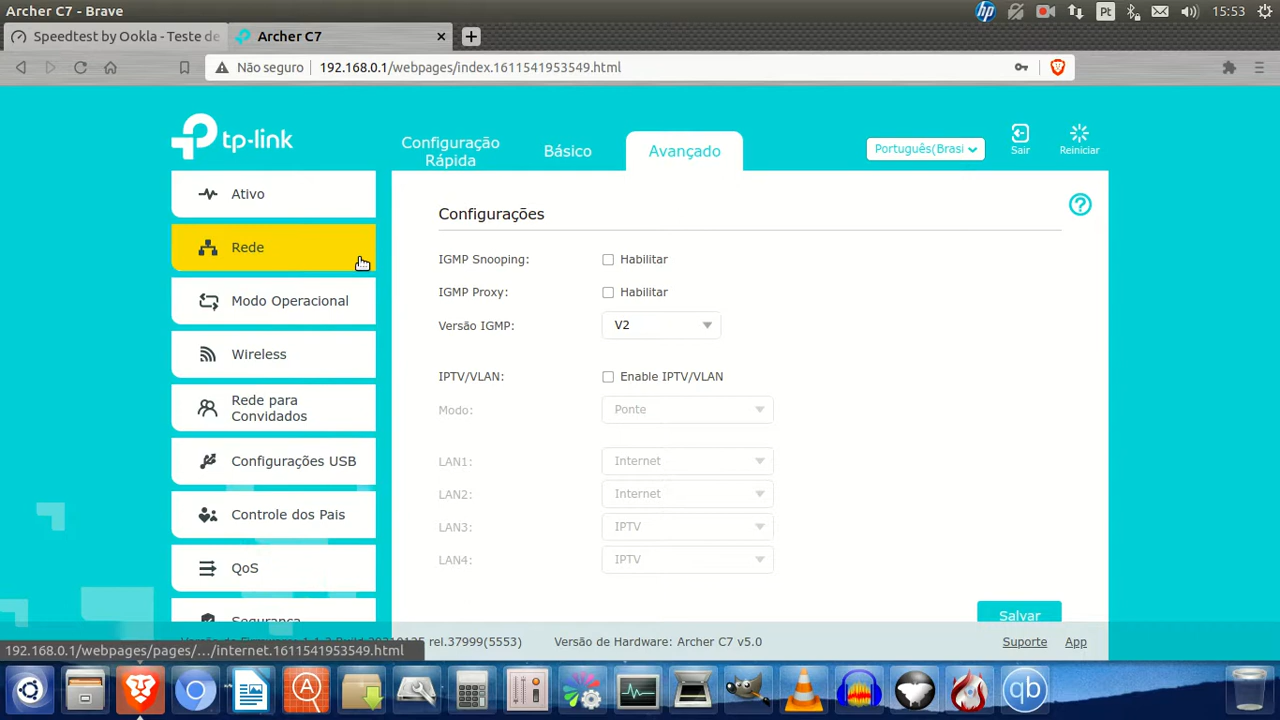 Archer C7 - Brave
Pt
15:53
Speedtest by Ookla - Teste de
Archer C7
Não seguro
192.168.0.1/webpages/index.1611541953549.html
tp-link
Configuração
Rápida
Básico
Avançado
Português(Brasi
Sair
Reiniciar
Ativo
Rede
Modo Operacional
Wireless
Rede para
Convidados
Configurações USB
Controle dos Pais
QoS
Segurança
Configurações
IGMP Snooping:
Habilitar
IGMP Proxy:
Habilitar
Versão IGMP:
V2
IPTV/VLAN:
Enable IPTV/VLAN
Modo:
Ponte
LAN1:
Internet
LAN2:
Internet
LAN3:
IPTV
LAN4:
IPTV
Salvar
rel.37999(5553)
Versão de Hardware: Archer C7 v5.0
Suporte
App
192.168.0.1/webpages/pages/.../internet.1611541953549.html
qb